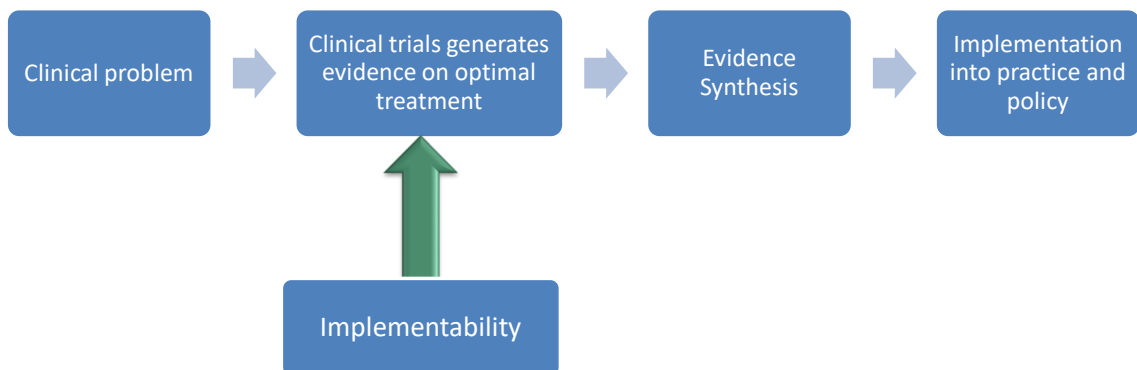 Clinical problem
Clinical trials generates
evidence on optimal
treatment
Evidence
Synthesis
Implementation
into practice and
policy
Implementability